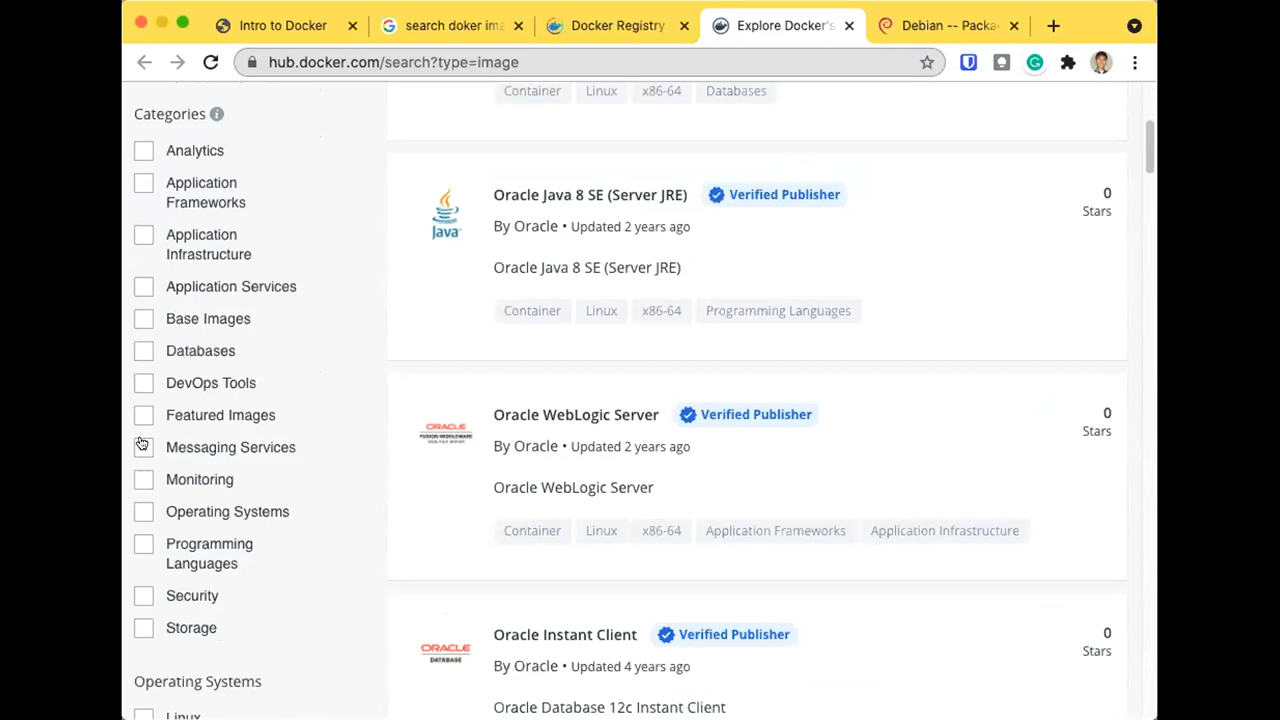 Intro to Docker
search doker ima
Docker Registry
Explore Docker's
Debian -- Packa
hub.docker.com/search?type=image
Categories
Analytics
Application
Frameworks
Application
Infrastructure
Application Services
Base Images
Databases
DevOps Tools
Featured Images
Messaging Services
Monitoring
Operating Systems
Programming
Languages
Security
Storage
Operating Systems
Linux
Container Linux x86-64 Databases
Oracle Java 8 SE (Server JRE) Verified Publisher
0
Stars
By Oracle • Updated 2 years ago
Oracle Java 8 SE (Server JRE)
Container Linux x86-64 Programming Languages
Java
Oracle WebLogic Server Verified Publisher
0
Stars
By Oracle • Updated 2 years ago
Oracle WebLogic Server
Container Linux x86-64 Application Frameworks Application Infrastructure
ORACLE
Oracle Instant Client Verified Publisher
0
Stars
By Oracle • Updated 4 years ago
Oracle Database 12c Instant Client
ORACLE
DATABASE